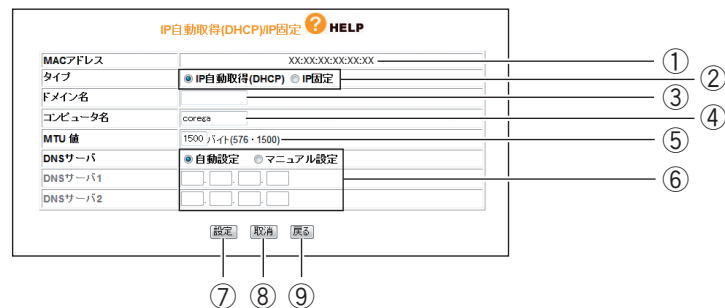 IP自動取得(DHCP)/IP固定 ? HELP
MACアドレス XX:XX:XX:XX:XX:XX ①
タイプ IP自動取得(DHCP) IP固定 ②
ドメイン名 ③
コンピュータ名 corega ④
MTU 値 1500 バイト(576・1500) ⑤
DNSサーバ 自動設定 マニュアル設定 ⑥
DNSサーバ1 . . .
DNSサーバ2 . . .
設定 取消 戻る
⑦ ⑧ ⑨